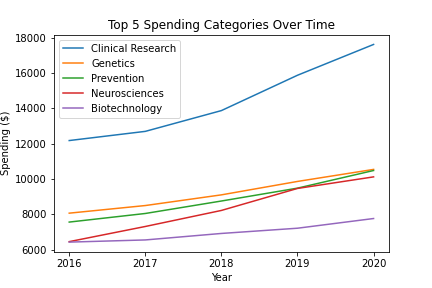 Top 5 Spending Categories Over Time
18000
16000
14000
12000
10000
8000
6000
Spending ($)
Clinical Research
Genetics
Prevention
Neurosciences
Biotechnology
2016 2017 2018 2019 2020
Year